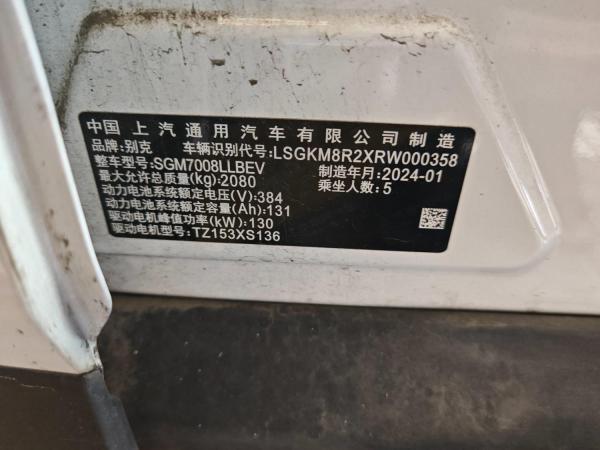 中国上汽通用汽车有限公司制造
品牌:别克 车辆识别代号:LSGKM8R2XRW000358
整车型号:SGM7008LLBEV 制造年月:2024-01
最大允许总质量(kg):2080 乘坐人数:5
动力电池系统额定电压(V):384
动力电池系统额定容量(Ah):131
驱动电机峰值功率(kW):130
驱动电机型号:TZ153XS136